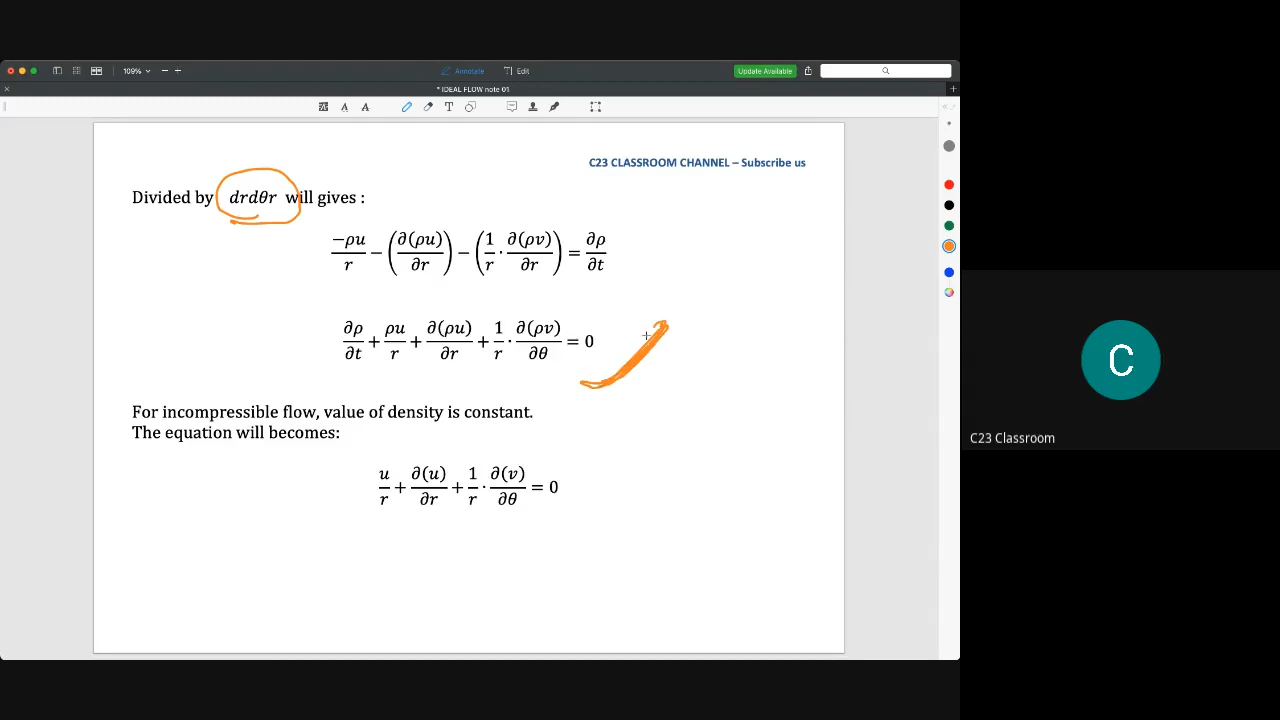 109%
Annotate
Edit
Update Available
* IDEAL FLOW note 01
C23 CLASSROOM CHANNEL – Subscribe us
Divided by drdθr will gives :
−ρu/r − (∂(ρu)/∂r) − (1/r · ∂(ρv)/∂r) = ∂ρ/∂t
∂ρ/∂t + ρu/r + ∂(ρu)/∂r + 1/r · ∂(ρv)/∂θ = 0
For incompressible flow, value of density is constant.
The equation will becomes:
u/r + ∂(u)/∂r + 1/r · ∂(v)/∂θ = 0
C
C23 Classroom